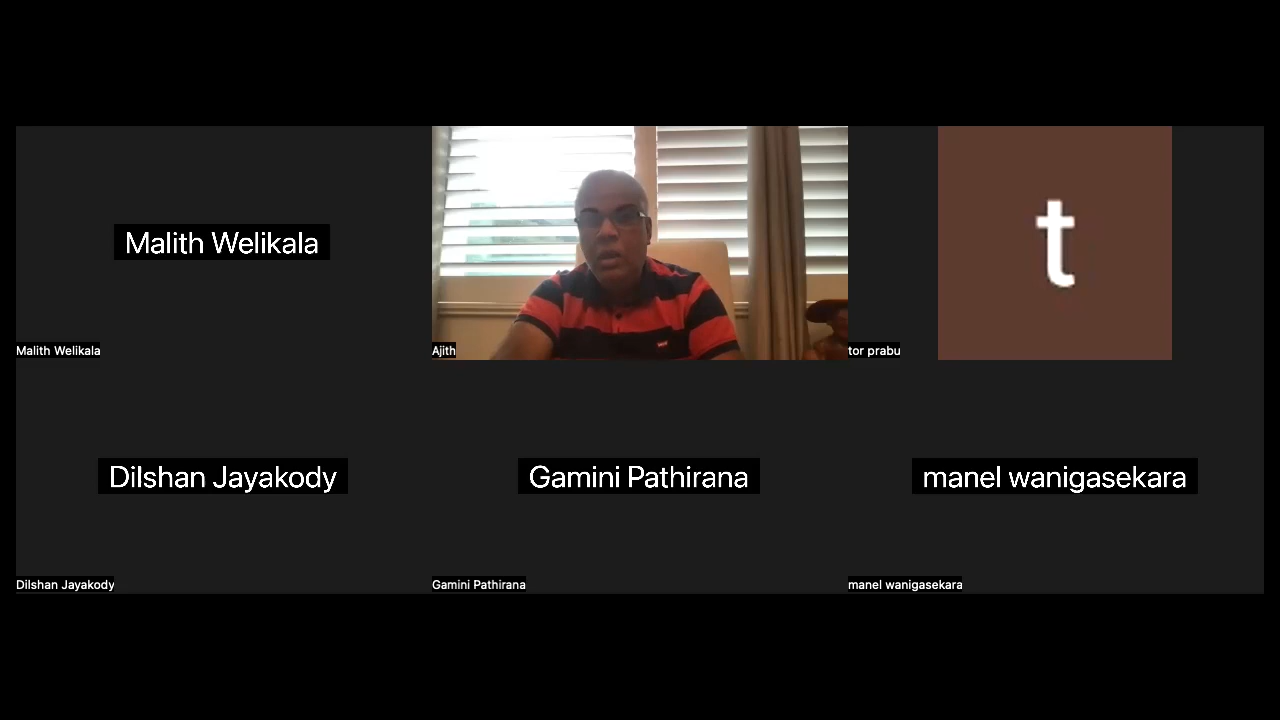 Malith Welikala
Malith Welikala
Ajith
t
tor prabu
Dilshan Jayakody
Dilshan Jayakody
Gamini Pathirana
Gamini Pathirana
manel wanigasekara
manel wanigasekara